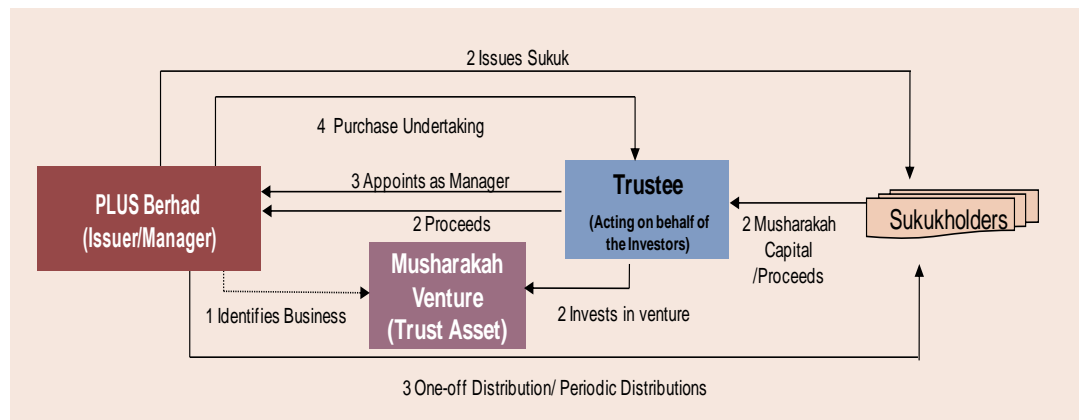 2 Issues Sukuk
4 Purchase Undertaking
PLUS Berhad
(Issuer/Manager)
3 Appoints as Manager
2 Proceeds
Trustee
(Acting on behalf of
the Investors)
2 Musharakah
Capital
/Proceeds
Sukukholders
Musharakah
Venture
(Trust Asset)
1 Identifies Business
2 Invests in venture
3 One-off Distribution/ Periodic Distributions